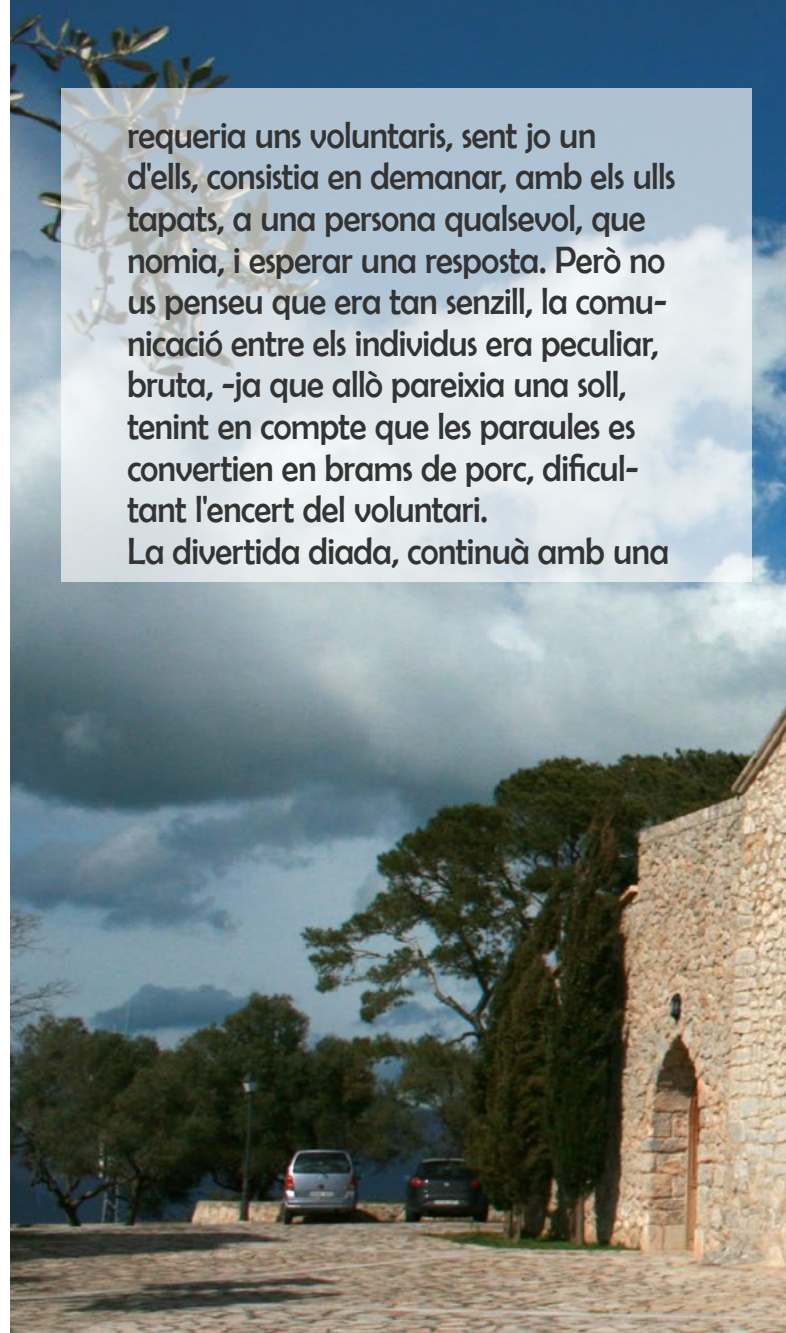 requeria uns voluntaris, sent jo un
d'ells, consistia en demanar, amb els ulls
tapats, a una persona qualsevol, que
nomia, i esperar una resposta. Però no
us penseu que era tan senzill, la comu-
nicació entre els individus era peculiar,
bruta, -ja que allò pareixia una soll,
tenint en compte que les paraules es
convertien en brams de porc, dificul-
tant l'encert del voluntari.
La divertida diada, continuà amb una